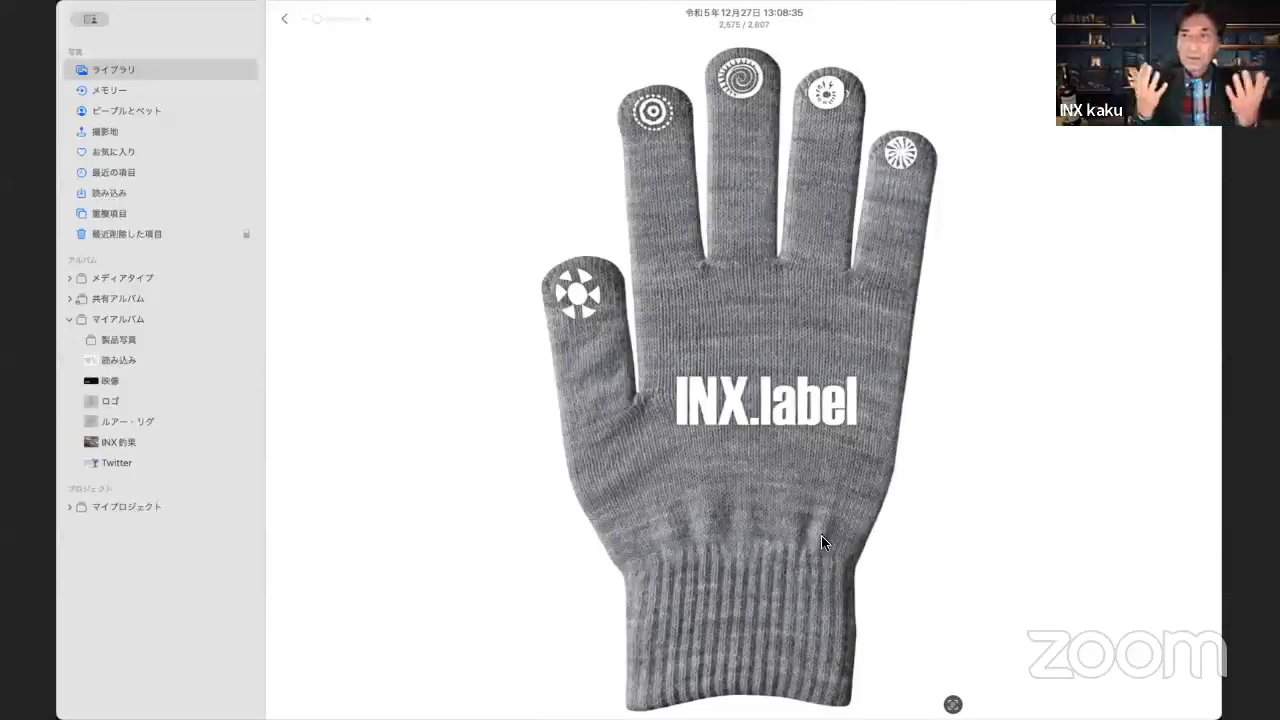 令和5年12月27日 13:08:35
2,575 / 2,607
写真
ライブラリ
メモリー
ピープルとペット
撮影地
お気に入り
最近の項目
読み込み
重複項目
最近削除した項目
アルバム
メディアタイプ
共有アルバム
マイアルバム
製品写真
読み込み
映像
ロゴ
ルアー・リグ
INX 釣果
Twitter
プロジェクト
マイプロジェクト
INX.label
INX kaku
zoom